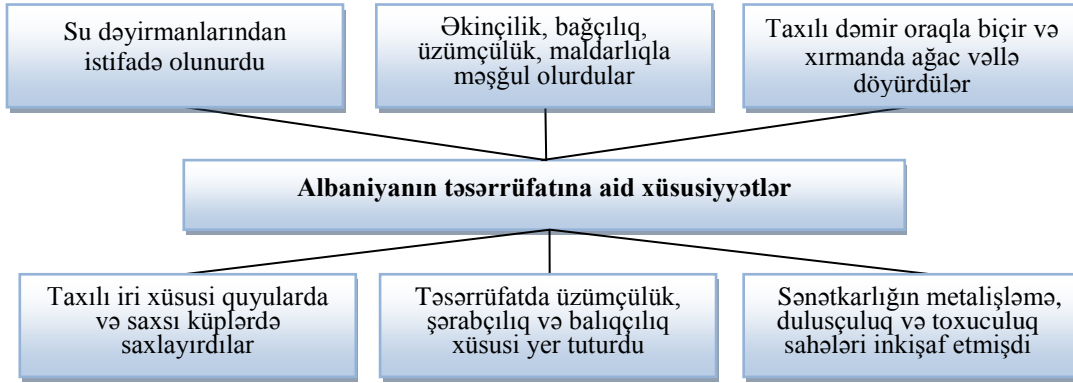 Su dəyirmanlarından
istifadə olunurdu
Əkinçilik, bağçılıq,
üzümçülük, maldarlıqla
məşğul olurdular
Taxılı dəmir oraqla biçir və
xırmanda ağac vəllə
döyürdülər
Albaniyanın təsərrüfatına aid xüsusiyyətlər
Taxılı iri xüsusi quyularda
və saxsı küplərdə
saxlayırdılar
Təsərrüfatda üzümçülük,
şərabçılıq və balıqçılıq
xüsusi yer tuturdu
Sənətkarlığın metalişləmə,
dulusçuluq və toxuculuq
sahələri inkişaf etmişdi